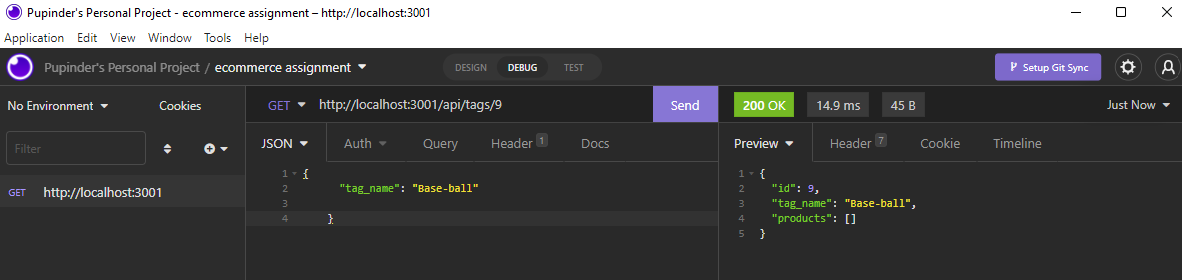 Pupinder's Personal Project - ecommerce assignment – http://localhost:3001
Application Edit View Window Tools Help
Pupinder's Personal Project / ecommerce assignment DESIGN DEBUG TEST Setup Git Sync
No Environment Cookies GET http://localhost:3001/api/tags/9 Send 200 OK 14.9 ms 45 B Just Now
Filter JSON Auth Query Header 1 Docs Preview Header 7 Cookie Timeline
GET http://localhost:3001
1 {
2 "tag_name": "Base-ball"
3
4 }
1 {
2 "id": 9,
3 "tag_name": "Base-ball",
4 "products": []
5 }